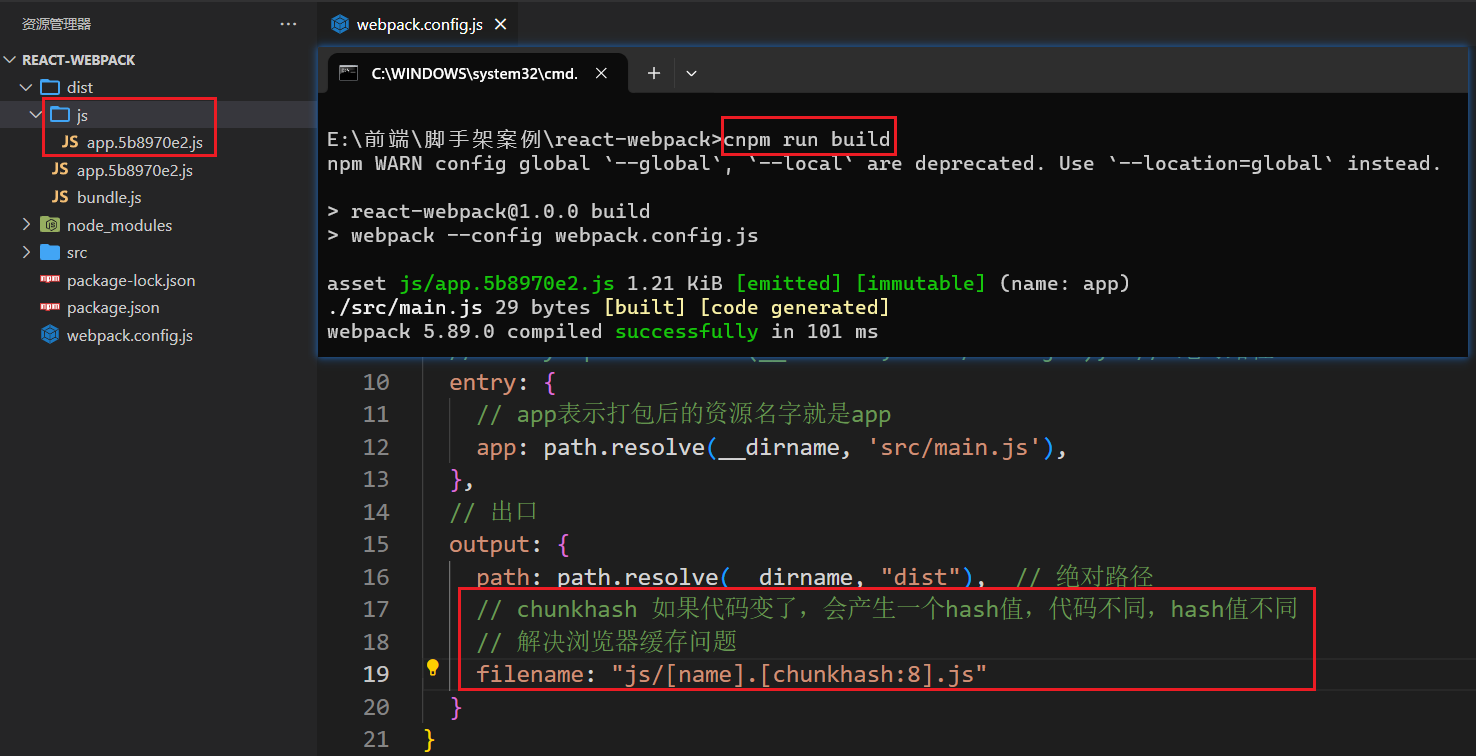 资源管理器
REACT-WEBPACK
dist
js
JS app.5b8970e2.js
JS app.5b8970e2.js
JS bundle.js
node_modules
src
npm package-lock.json
npm package.json
webpack.config.js
webpack.config.js
C:\WINDOWS\system32\cmd.
E:\前端\脚手架案例\react-webpack>cnpm run build
npm WARN config global `--global`, `--local` are deprecated. Use `--location=global` instead.
> react-webpack@1.0.0 build
> webpack --config webpack.config.js
asset js/app.5b8970e2.js 1.21 KiB [emitted] [immutable] (name: app)
./src/main.js 29 bytes [built] [code generated]
webpack 5.89.0 compiled successfully in 101 ms
10 entry: {
11 // app表示打包后的资源名字就是app
12 app: path.resolve(__dirname, 'src/main.js'),
13 },
14 // 出口
15 output: {
16 path: path.resolve(__dirname, "dist"), // 绝对路径
17 // chunkhash 如果代码变了，会产生一个hash值，代码不同，hash值不同
18 // 解决浏览器缓存问题
19 filename: "js/[name].[chunkhash:8].js"
20 }
21 }